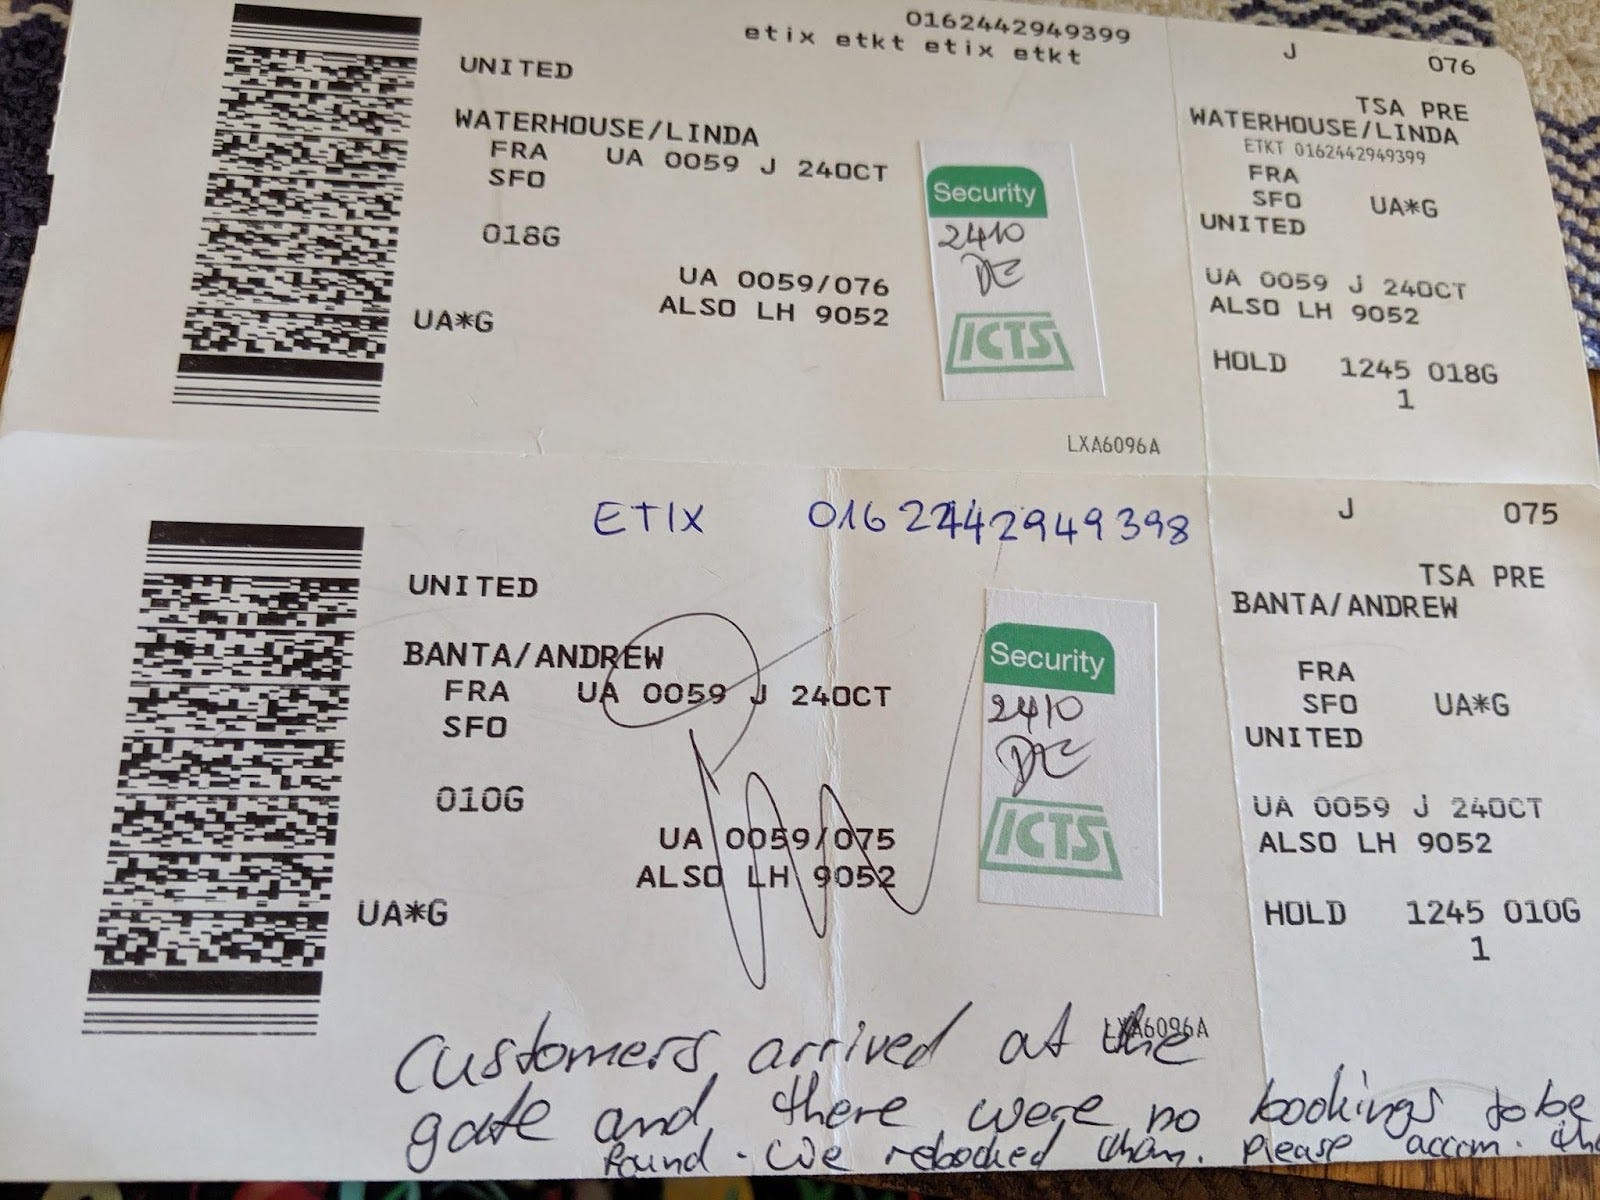 0162442949399
etix etkt etix etkt
UNITED
WATERHOUSE/LINDA
FRA UA 0059 J 24OCT
SFO
018G
UA 0059/076
ALSO LH 9052
UA*G
Security
2410
ICTS
LXA6096A
J 076
TSA PRE
WATERHOUSE/LINDA
ETKT 0162442949399
FRA
SFO UA*G
UNITED
UA 0059 J 24OCT
ALSO LH 9052
HOLD 1245 018G
1
ETIX 0162442949398
UNITED
BANTA/ANDREW
FRA UA 0059 J 24OCT
SFO
010G
UA 0059/075
ALSO LH 9052
UA*G
Security
2410
ICTS
LXA6096A
J 075
TSA PRE
BANTA/ANDREW
FRA
SFO UA*G
UNITED
UA 0059 J 24OCT
ALSO LH 9052
HOLD 1245 010G
1
Customers arrived at the
gate and there were no bookings to be
found. We rebooked them. Please accom.